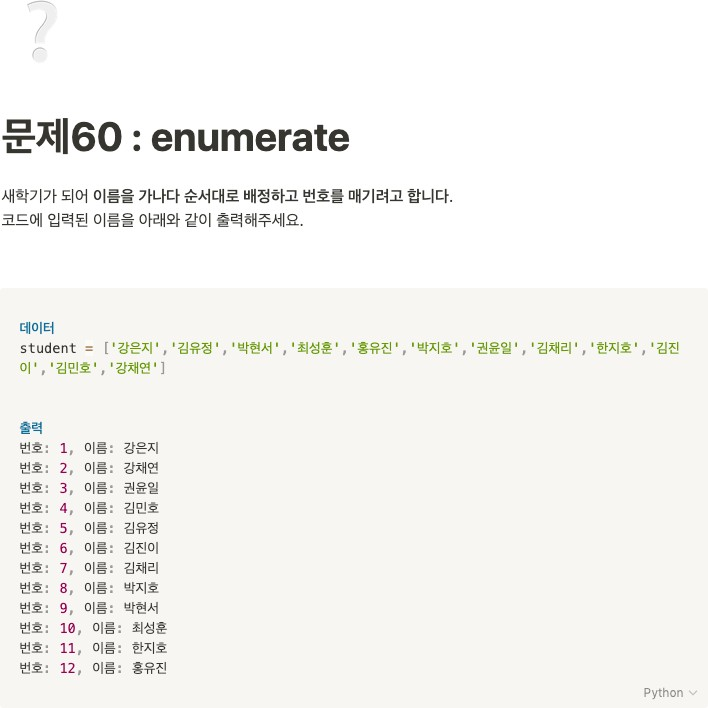 ?
문제60 : enumerate
새학기가 되어 이름을 가나다 순서대로 배정하고 번호를 매기려고 합니다.
코드에 입력된 이름을 아래와 같이 출력해주세요.
데이터
student = ['강은지','김유정','박현서','최성훈','홍유진','박지호','권윤일','김채리','한지호','김진
이','김민호','강채연']
출력
번호: 1, 이름: 강은지
번호: 2, 이름: 강채연
번호: 3, 이름: 권윤일
번호: 4, 이름: 김민호
번호: 5, 이름: 김유정
번호: 6, 이름: 김진이
번호: 7, 이름: 김채리
번호: 8, 이름: 박지호
번호: 9, 이름: 박현서
번호: 10, 이름: 최성훈
번호: 11, 이름: 한지호
번호: 12, 이름: 홍유진
Python